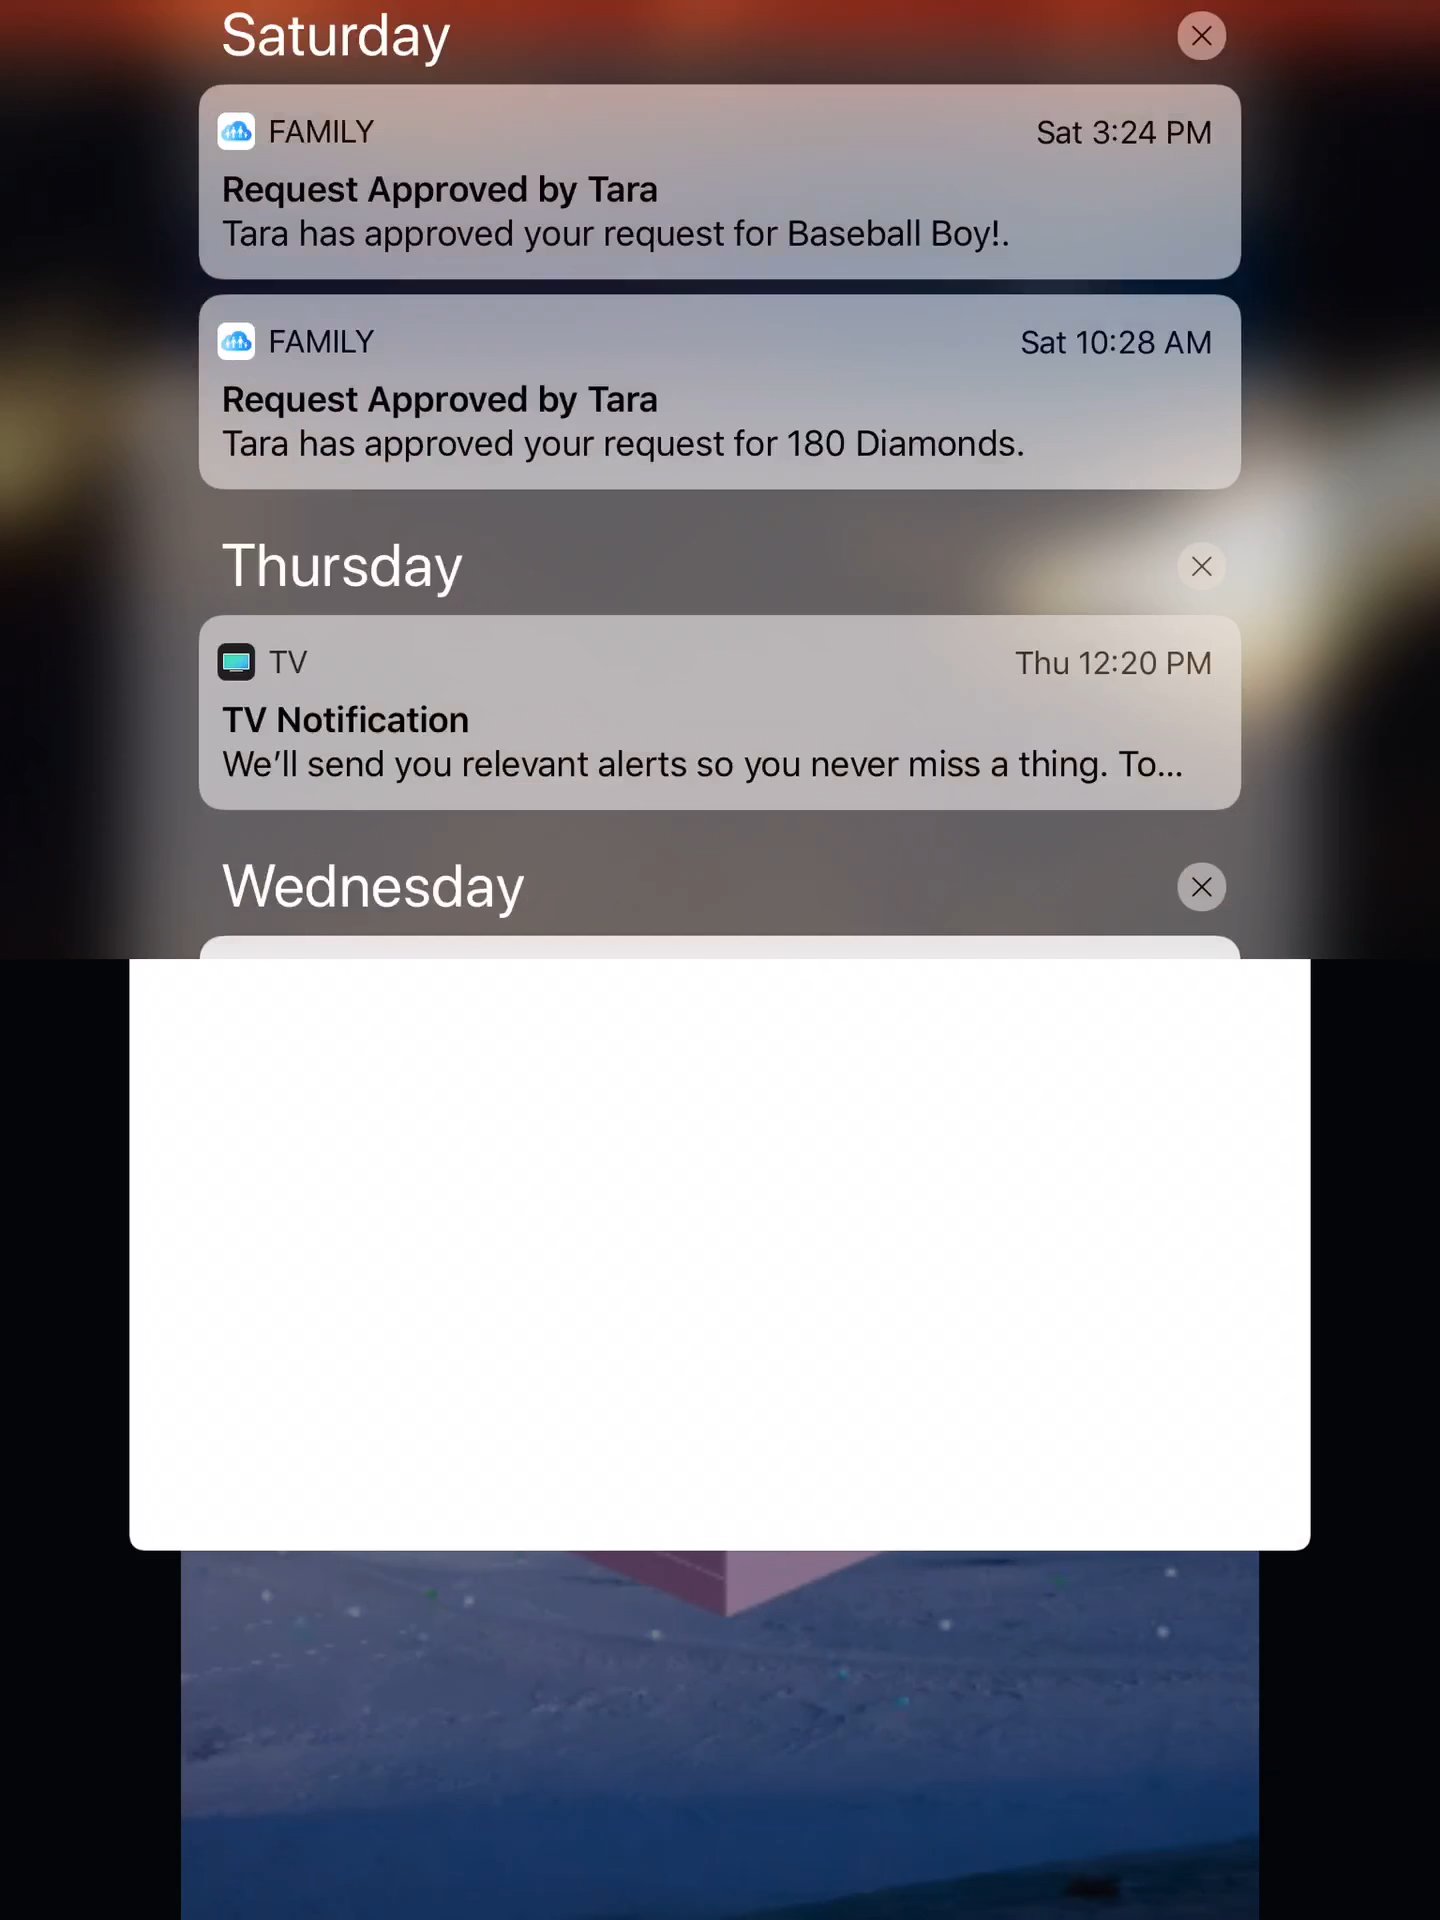 Saturday
FAMILY
Sat 3:24 PM
Request Approved by Tara
Tara has approved your request for Baseball Boy!.
FAMILY
Sat 10:28 AM
Request Approved by Tara
Tara has approved your request for 180 Diamonds.
Thursday
TV
Thu 12:20 PM
TV Notification
We’ll send you relevant alerts so you never miss a thing. To...
Wednesday